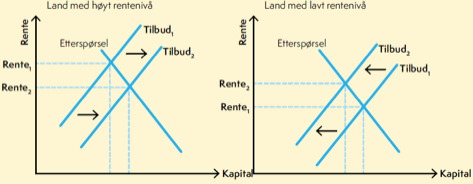 Land med høyt rentenivå
Rente
Etterspørsel
Tilbud₁
Tilbud₂
Rente₁
Rente₂
Kapital
Land med lavt rentenivå
Rente
Etterspørsel
Tilbud₂
Tilbud₁
Rente₂
Rente₁
Kapital